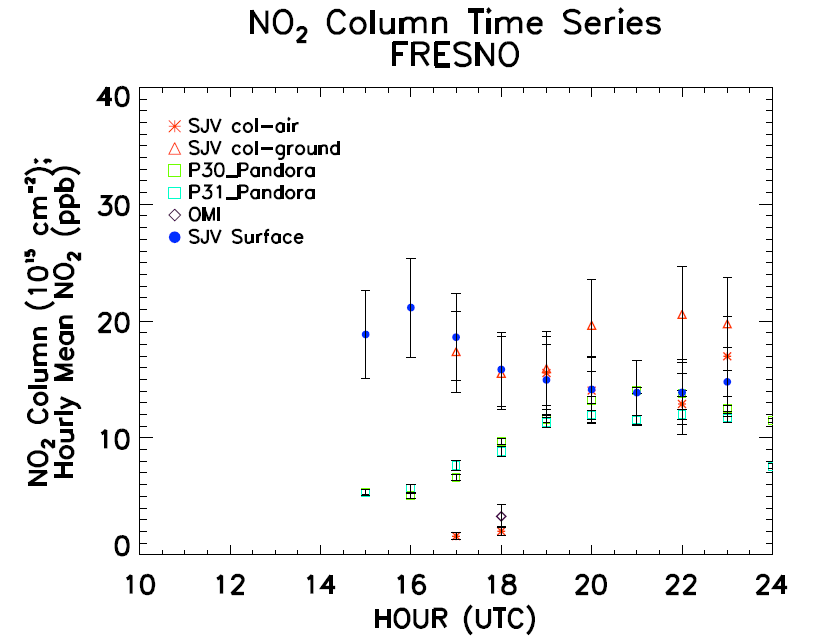 NO₂ Column Time Series
FRESNO
NO₂ Column (10¹⁵ cm⁻²);
Hourly Mean NO₂ (ppb)
40
30
20
10
0
SJV col-air
SJV col-ground
P30_Pandora
P31_Pandora
OMI
SJV Surface
10 12 14 16 18 20 22 24
HOUR (UTC)